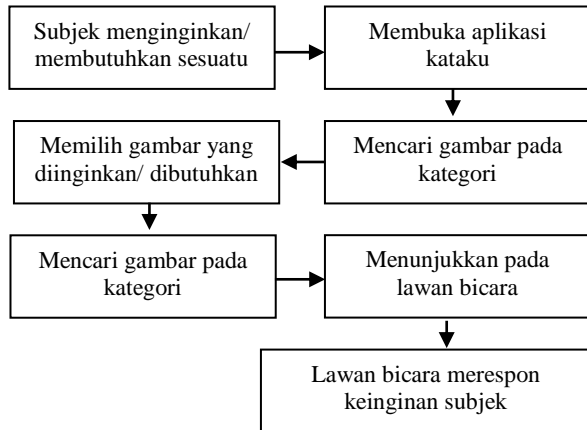 Subjek menginginkan/
membutuhkan sesuatu
Membuka aplikasi
kataku
Mencari gambar pada
kategori
Memilih gambar yang
diinginkan/ dibutuhkan
Mencari gambar pada
kategori
Menunjukkan pada
lawan bicara
Lawan bicara merespon
keinginan subjek